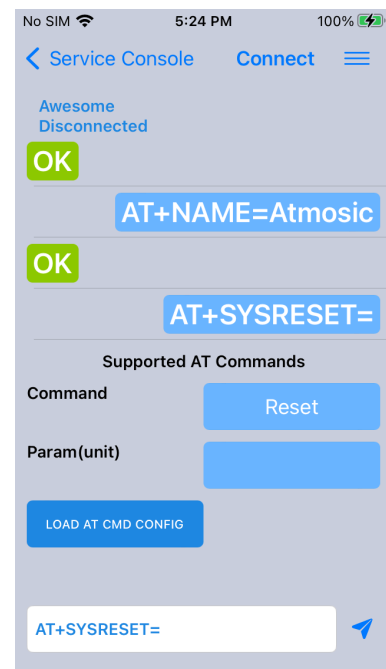 No SIM 5:24 PM 100%
Service Console Connect
Awesome
Disconnected
OK
AT+NAME=Atmosic
OK
AT+SYSRESET=
Supported AT Commands
Command Reset
Param(unit)
LOAD AT CMD CONFIG
AT+SYSRESET=